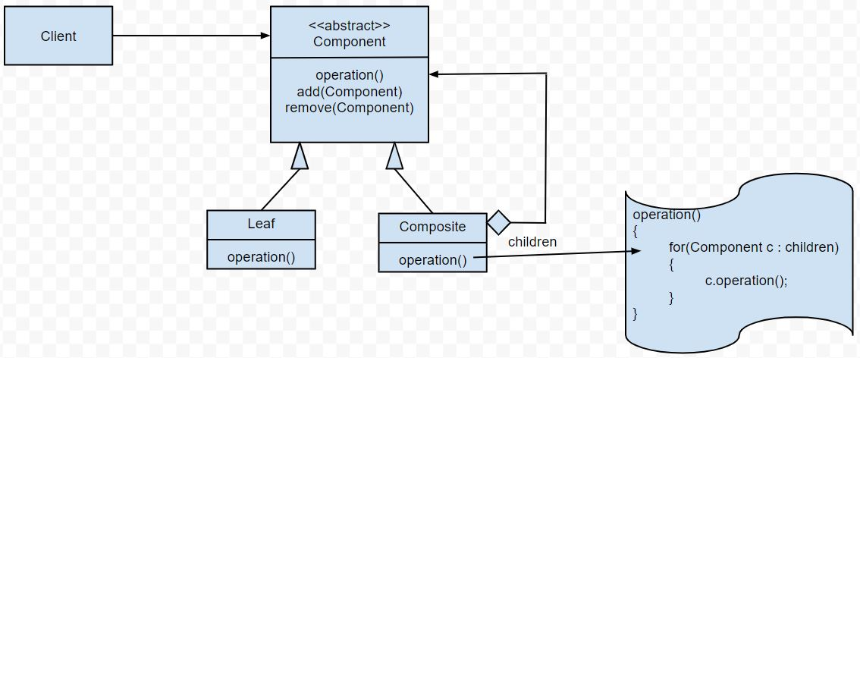 Client
<<abstract>>
Component
operation()
add(Component)
remove(Component)
Leaf
operation()
Composite
operation()
children
operation()
{
for(Component c : children)
{
c.operation();
}
}